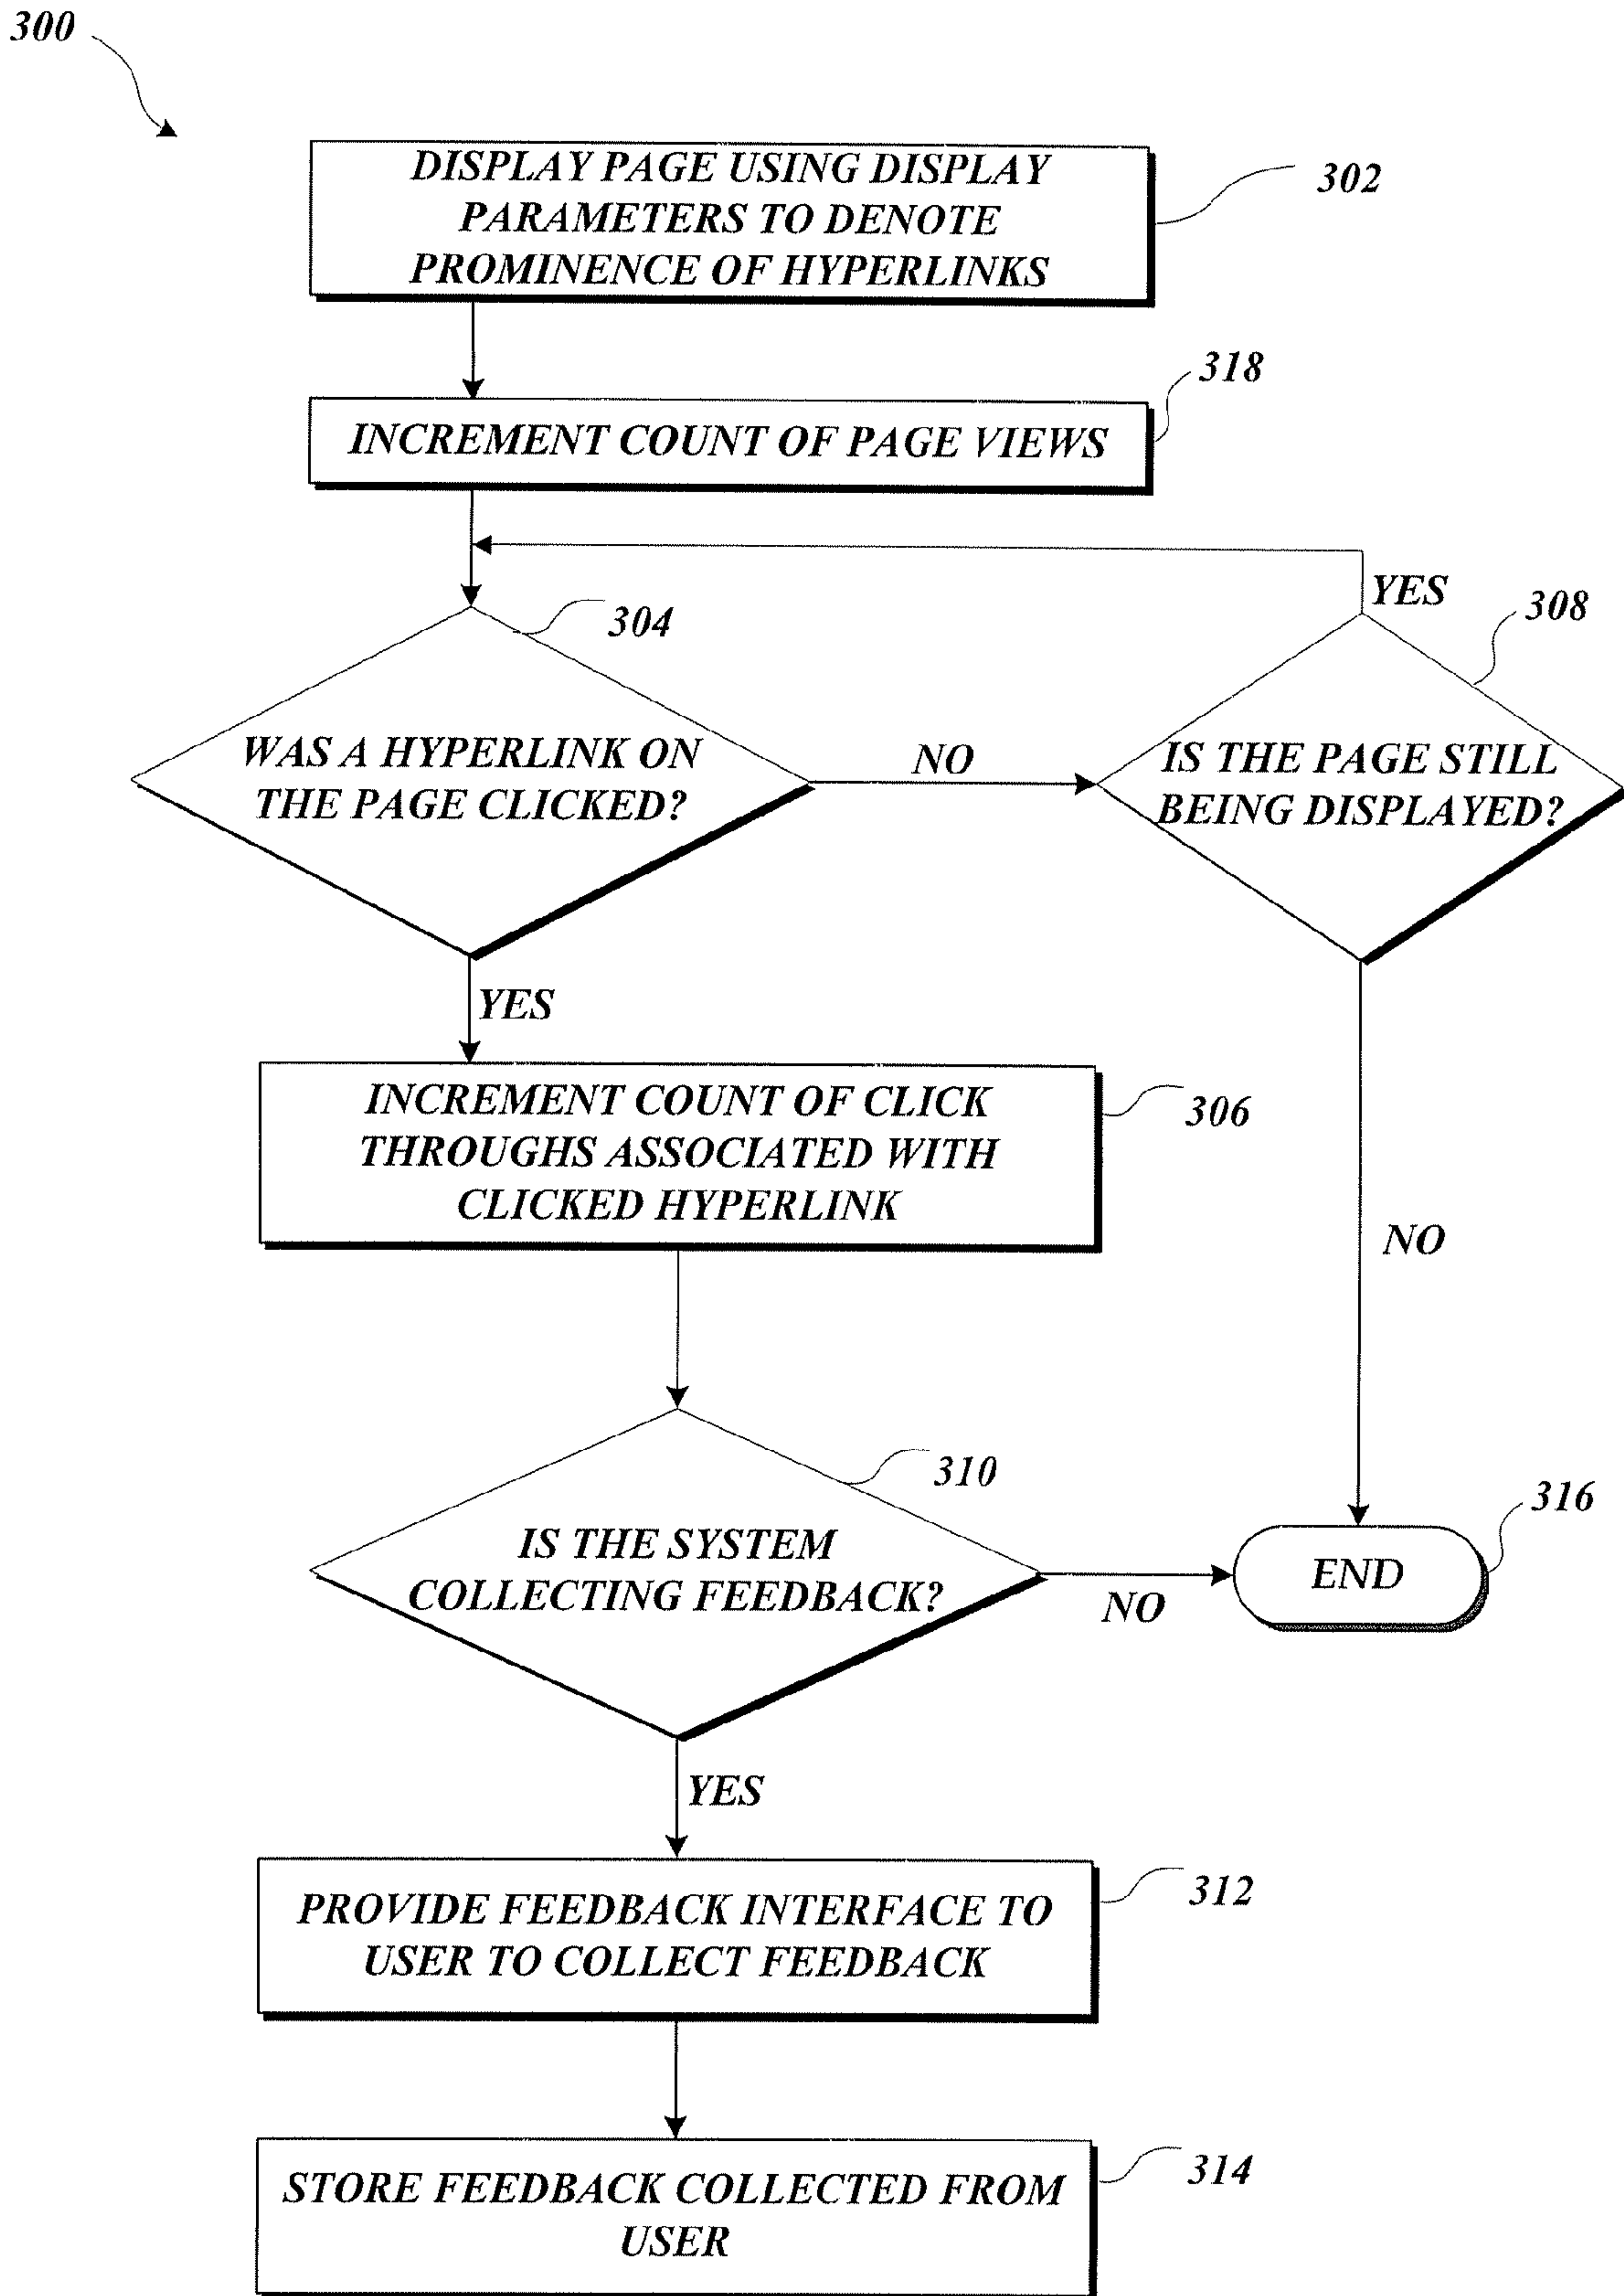 300
DISPLAY PAGE USING DISPLAY
PARAMETERS TO DENOTE
PROMINENCE OF HYPERLINKS
302
318
INCREMENT COUNT OF PAGE VIEWS
YES
304
308
WAS A HYPERLINK ON
THE PAGE CLICKED?
NO
IS THE PAGE STILL
BEING DISPLAYED?
YES
INCREMENT COUNT OF CLICK
THROUGHS ASSOCIATED WITH
CLICKED HYPERLINK
306
NO
310
IS THE SYSTEM
COLLECTING FEEDBACK?
NO
316
END
YES
PROVIDE FEEDBACK INTERFACE TO
USER TO COLLECT FEEDBACK
312
STORE FEEDBACK COLLECTED FROM
USER
314